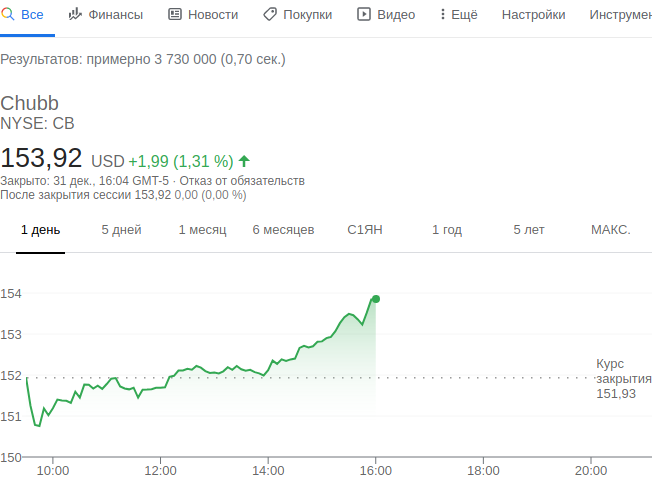 Все Финансы Новости Покупки Видео Ещё Настройки Инструмен
Результатов: примерно 3 730 000 (0,70 сек.)
Chubb
NYSE: CB
153,92 USD +1,99 (1,31 %)
Закрыто: 31 дек., 16:04 GMT-5 · Отказ от обязательств
После закрытия сессии 153,92 0,00 (0,00 %)
1 день 5 дней 1 месяц 6 месяцев С1ЯН 1 год 5 лет МАКС.
154
153
152
151
150
Курс
закрытия
151,93
10:00 12:00 14:00 16:00 18:00 20:00